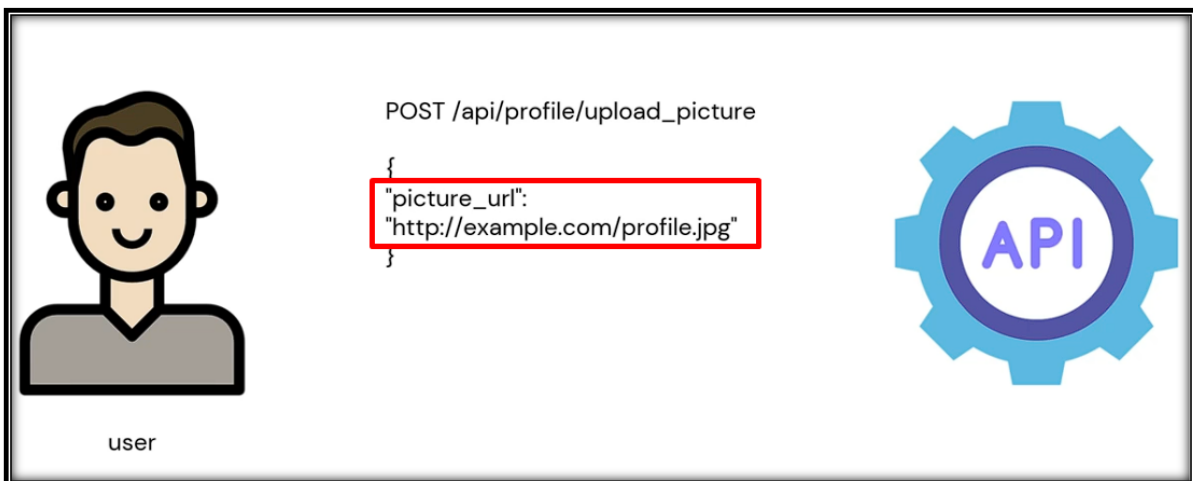 POST /api/profile/upload_picture
{
"picture_url":
"http://example.com/profile.jpg"
}
API
user